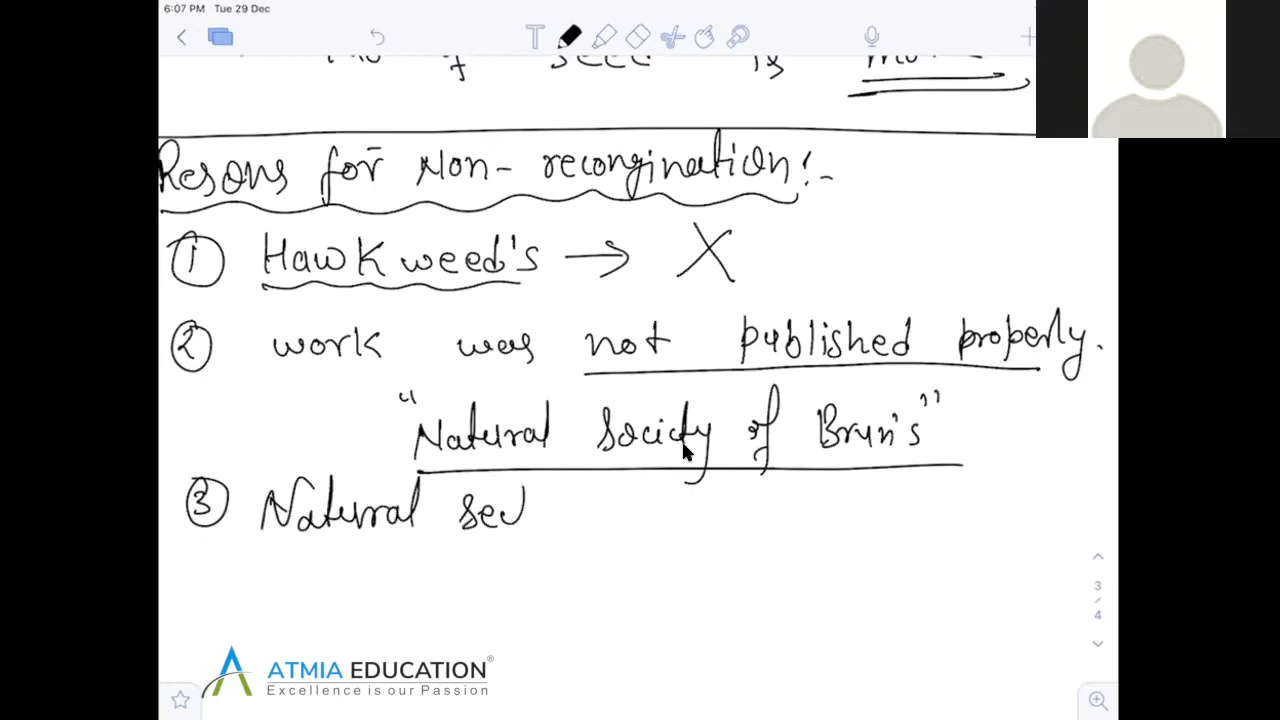 6:07 PM Tue 29 Dec
seed is
Resons for Non-recongination:-
① Hawkweed's → X
② work was not published properly.
"Natural Society of Brun's"
③ Natural sel
3
4
ATMIA EDUCATION®
Excellence is our Passion